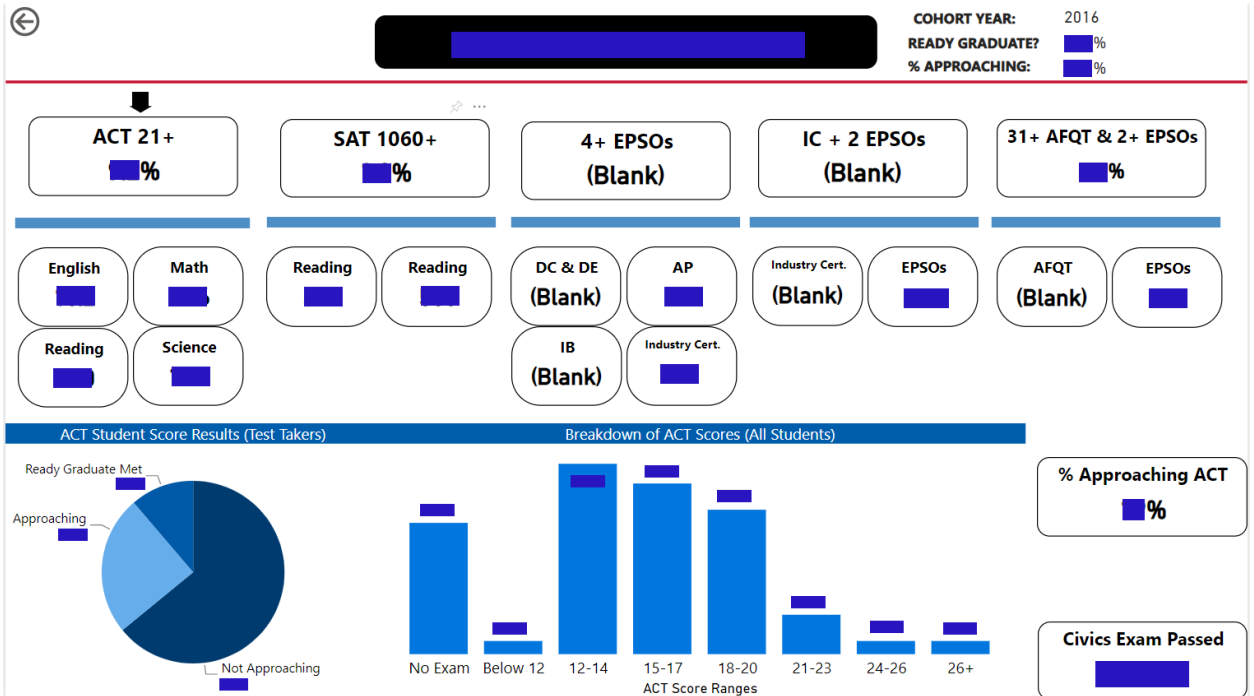 COHORT YEAR: 2016
READY GRADUATE? %
% APPROACHING: %
ACT 21+
%
SAT 1060+
%
4+ EPSOs
(Blank)
IC + 2 EPSOs
(Blank)
31+ AFQT & 2+ EPSOs
%
English
Math
Reading
Science
Reading
Reading
DC & DE
(Blank)
AP
IB
(Blank)
Industry Cert.
Industry Cert.
(Blank)
EPSOs
AFQT
(Blank)
EPSOs
ACT Student Score Results (Test Takers)
Breakdown of ACT Scores (All Students)
Ready Graduate Met
Approaching
Not Approaching
No Exam Below 12 12-14 15-17 18-20 21-23 24-26 26+
ACT Score Ranges
% Approaching ACT
%
Civics Exam Passed